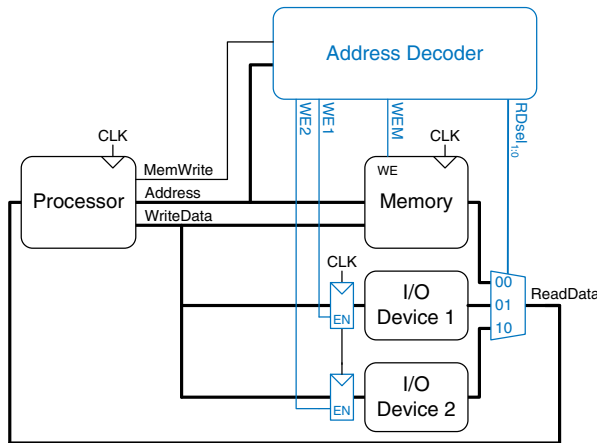 Address Decoder
WE2
WE1
WEM
RDsel1:0
CLK
MemWrite
Processor
Address
WriteData
CLK
WE
Memory
CLK
EN
I/O
Device 1
00
01
10
ReadData
EN
I/O
Device 2